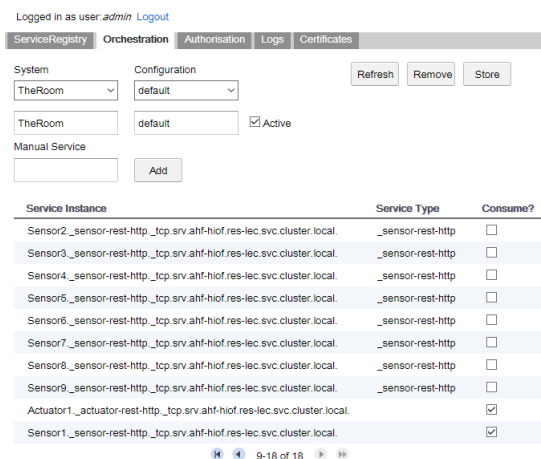 Logged in as user:admin Logout
ServiceRegistry Orchestration Authorisation Logs Certificates
System Configuration
TheRoom default Refresh Remove Store
TheRoom default Active
Manual Service
Add
Service Instance Service Type Consume?
Sensor2._sensor-rest-http._tcp.srv.ahf-hiof.res-lec.svc.cluster.local. _sensor-rest-http
Sensor3._sensor-rest-http._tcp.srv.ahf-hiof.res-lec.svc.cluster.local. _sensor-rest-http
Sensor4._sensor-rest-http._tcp.srv.ahf-hiof.res-lec.svc.cluster.local. _sensor-rest-http
Sensor5._sensor-rest-http._tcp.srv.ahf-hiof.res-lec.svc.cluster.local. _sensor-rest-http
Sensor6._sensor-rest-http._tcp.srv.ahf-hiof.res-lec.svc.cluster.local. _sensor-rest-http
Sensor7._sensor-rest-http._tcp.srv.ahf-hiof.res-lec.svc.cluster.local. _sensor-rest-http
Sensor8._sensor-rest-http._tcp.srv.ahf-hiof.res-lec.svc.cluster.local. _sensor-rest-http
Sensor9._sensor-rest-http._tcp.srv.ahf-hiof.res-lec.svc.cluster.local. _sensor-rest-http
Actuator1._actuator-rest-http._tcp.srv.ahf-hiof.res-lec.svc.cluster.local.
Sensor1._sensor-rest-http._tcp.srv.ahf-hiof.res-lec.svc.cluster.local.
9-18 of 18